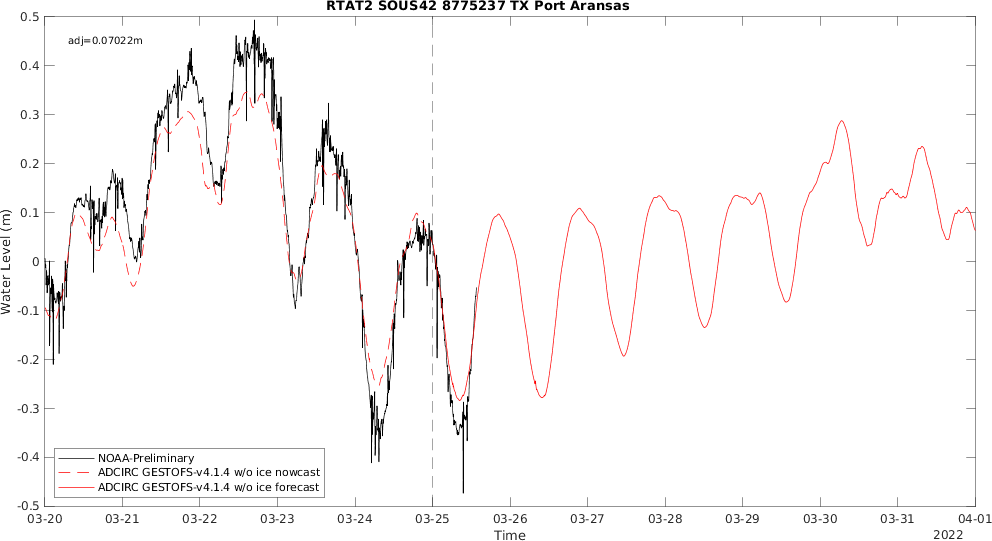 RTAT2 SOUS42 8775237 TX Port Aransas
adj=0.07022m
0.5
0.4
0.3
0.2
0.1
0
-0.1
-0.2
-0.3
-0.4
-0.5
Water Level (m)
NOAA-Preliminary
ADCIRC GESTOFS-v4.1.4 w/o ice nowcast
ADCIRC GESTOFS-v4.1.4 w/o ice forecast
03-20 03-21 03-22 03-23 03-24 03-25 03-26 03-27 03-28 03-29 03-30 03-31 04-01
Time
2022